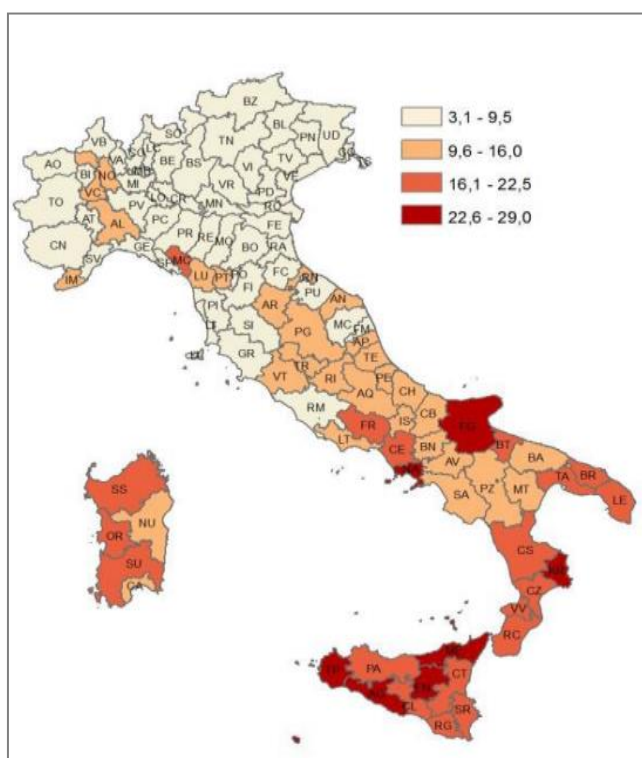 3,1 - 9,5
9,6 - 16,0
16,1 - 22,5
22,6 - 29,0
BZ
SO
BL
PN
UD
VB
TN
AO
VA
BE
BS
VI
TV
BI
NO
VE
TO
VC
MI
VR
PD
LO
CR
MN
RO
PV
AT
AL
PC
PR
RE
MO
FE
CN
GE
BO
RA
SV
SP
MC
IM
LU
PT
PO
FC
RN
FI
PU
PI
AR
AN
SI
MC
FM
PG
AP
GR
TE
TR
VT
RI
PE
AQ
CH
RM
FR
IS
CB
FG
LT
CE
BN
BT
BA
NA
AV
SS
SA
PZ
MT
TA
BR
NU
LE
OR
SU
CS
CA
CZ
VV
RC
PA
CT
CL
SR
RG